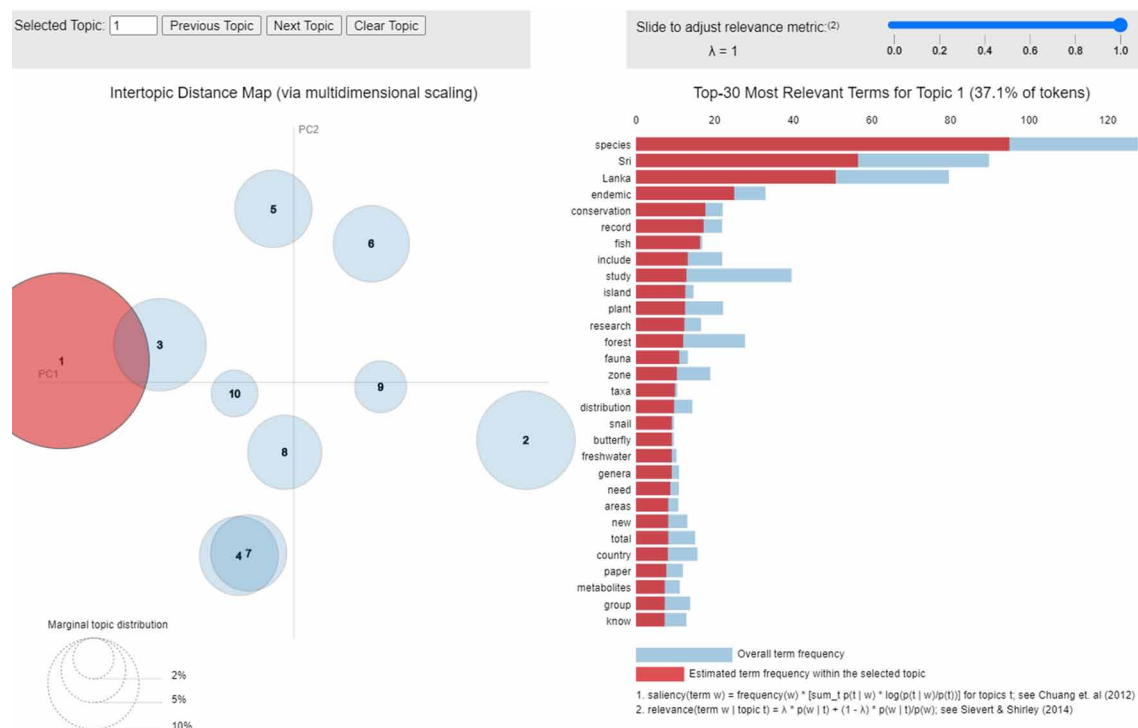 Selected Topic: 1 Previous Topic Next Topic Clear Topic
Slide to adjust relevance metric:(2)
λ = 1
0.0 0.2 0.4 0.6 0.8 1.0
Intertopic Distance Map (via multidimensional scaling)
PC2
PC1
5
6
3
1
10
9
2
8
4 7
Marginal topic distribution
2%
5%
10%
Top-30 Most Relevant Terms for Topic 1 (37.1% of tokens)
0 20 40 60 80 100 120
species
Sri
Lanka
endemic
conservation
record
fish
include
study
island
plant
research
forest
fauna
zone
taxa
distribution
snail
butterfly
freshwater
genera
need
areas
new
total
country
paper
metabolites
group
know
Overall term frequency
Estimated term frequency within the selected topic
1. saliency(term w) = frequency(w) * [sum_t p(t | w) * log(p(t | w)/p(t))] for topics t; see Chuang et. al (2012)
2. relevance(term w | topic t) = λ * p(w | t) + (1 - λ) * p(w | t)/p(w); see Sievert & Shirley (2014)